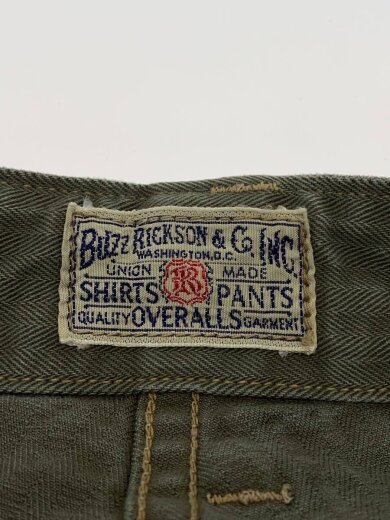 BUZZ RICKSON & CO. INC.
WASHINGTON, D.C.
UNION MADE
SHIRTS R PANTS
QUALITY OVERALLS GARMENT